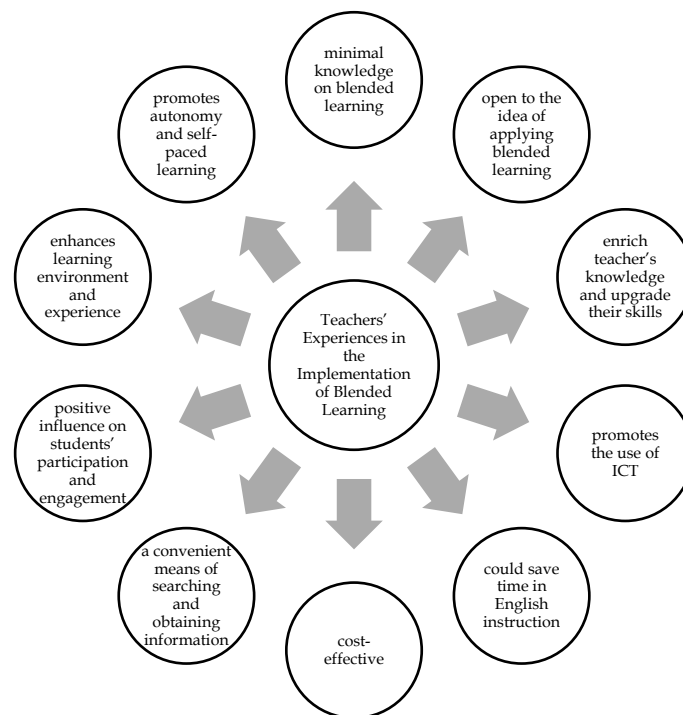 minimal
knowledge
on blended
learning
open to the
idea of
applying
blended
learning
enrich
teacher's
knowledge
and upgrade
their skills
promotes
the use of
ICT
could save
time in
English
instruction
cost-
effective
a convenient
means of
searching
and
obtaining
information
positive
influence on
students'
participation
and
engagement
enhances
learning
environment
and
experience
promotes
autonomy
and self-
paced
learning
Teachers'
Experiences in
the
Implementation
of Blended
Learning